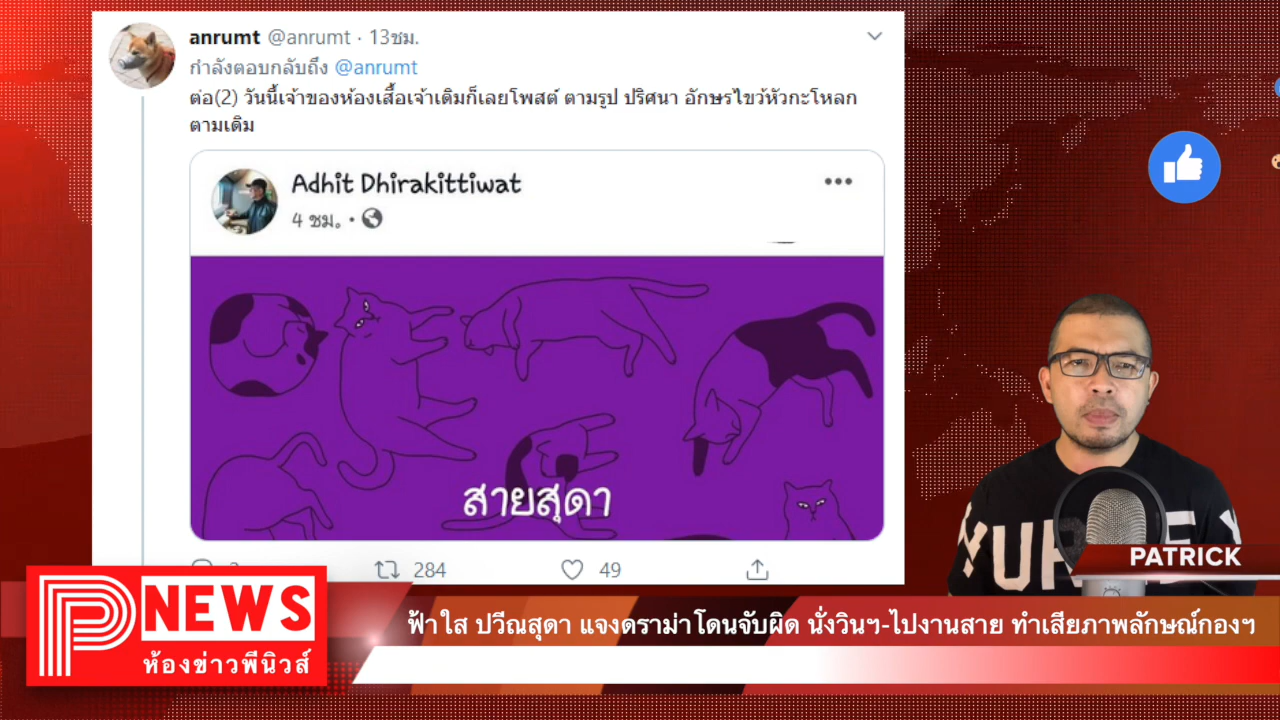 anrumt @anrumt · 13ชม.
กำลังตอบกลับถึง @anrumt
ต่อ(2) วันนี้เจ้าของห้องเสื้อเจ้าเดิมก็เลยโพสต์ ตามรูป ปริศนา อักษรไขว้หัวกะโหลก
ตามเดิม
Adhit Dhirakittiwat
4 ชม. ·
สายสุดา
284
49
PATRICK
P NEWS
ห้องข่าวพีนิวส์
ฟ้าใส ปวีณสุดา แจงดราม่าโดนจับผิด นั่งวินฯ-ไปงานสาย ทำเสียภาพลักษณ์กองฯ